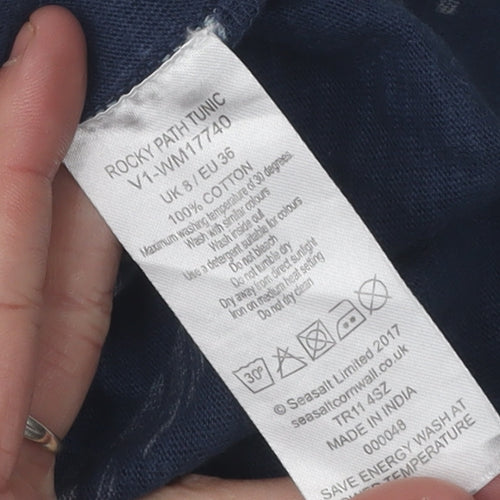 ROCKY PATH TUNIC
V1-WM17740
UK 8 / EU 36
100% COTTON
Maximum washing temperature of 30 degrees
Wash with similar colours
Wash inside out
Use a detergent suitable for colours
Do not bleach
Do not tumble dry
Dry away from direct sunlight
Iron on medium heat setting
Do not dry clean
30°
© Seasalt Limited 2017
seasaltcornwall.co.uk
TR11 4SZ
MADE IN INDIA
000048
SAVE ENERGY WASH AT
TEMPERATURE